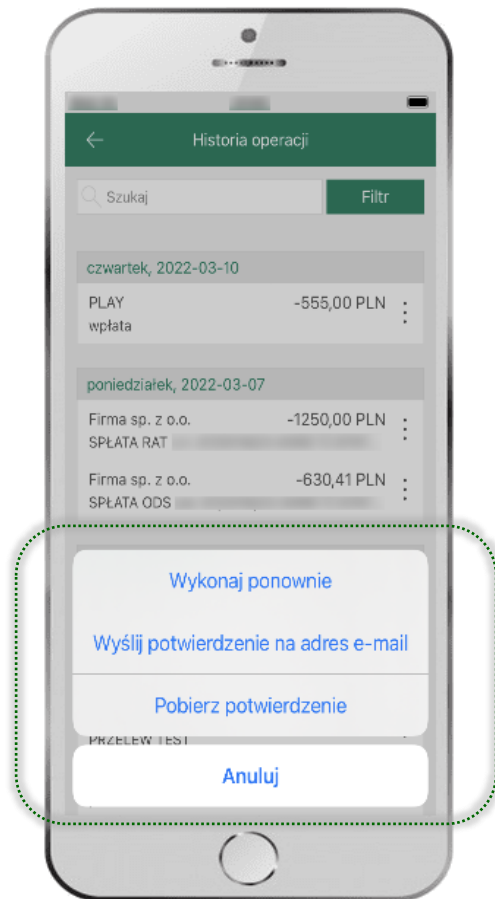 Historia operacji
Szukaj
Filtr
czwartek, 2022-03-10
PLAY -555,00 PLN
wpłata
poniedziałek, 2022-03-07
Firma sp. z o.o. -1250,00 PLN
SPŁATA RAT
Firma sp. z o.o. -630,41 PLN
SPŁATA ODS
Wykonaj ponownie
Wyślij potwierdzenie na adres e-mail
Pobierz potwierdzenie
PRZELEW TEST
Anuluj